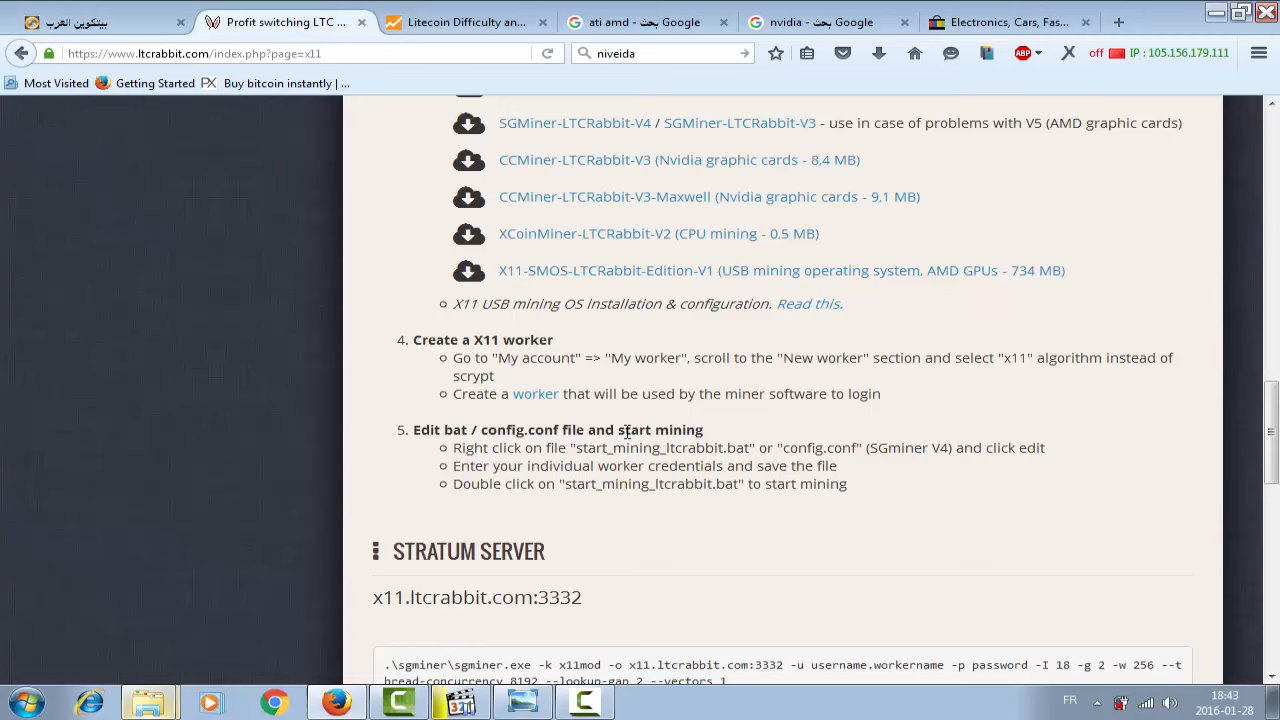 بيتكوين العرب
Profit switching LTC ...
Litecoin Difficulty an...
ati amd - بحث Google
nvidia - بحث Google
Electronics, Cars, Fas...
https://www.ltcrabbit.com/index.php?page=x11
niveida
ABP
off
IP : 105.156.179.111
Most Visited
Getting Started
Buy bitcoin instantly | ...
SGMiner-LTCRabbit-V4 / SGMiner-LTCRabbit-V3 - use in case of problems with V5 (AMD graphic cards)
CCMiner-LTCRabbit-V3 (Nvidia graphic cards - 8,4 MB)
CCMiner-LTCRabbit-V3-Maxwell (Nvidia graphic cards - 9,1 MB)
XCoinMiner-LTCRabbit-V2 (CPU mining - 0,5 MB)
X11-SMOS-LTCRabbit-Edition-V1 (USB mining operating system, AMD GPUs - 734 MB)
X11 USB mining OS installation & configuration. Read this.
4. Create a X11 worker
Go to "My account" => "My worker", scroll to the "New worker" section and select "x11" algorithm instead of
scrypt
Create a worker that will be used by the miner software to login
5. Edit bat / config.conf file and start mining
Right click on file "start_mining_ltcrabbit.bat" or "config.conf" (SGminer V4) and click edit
Enter your individual worker credentials and save the file
Double click on "start_mining_ltcrabbit.bat" to start mining
STRATUM SERVER
x11.ltcrabbit.com:3332
.\sgminer\sgminer.exe -k x11mod -o x11.ltcrabbit.com:3332 -u username.workername -p password -I 18 -g 2 -w 256 --t
hread-concurrency 8192 --lookup-gap 2 --vectors 1
FR
18:43
2016-01-28